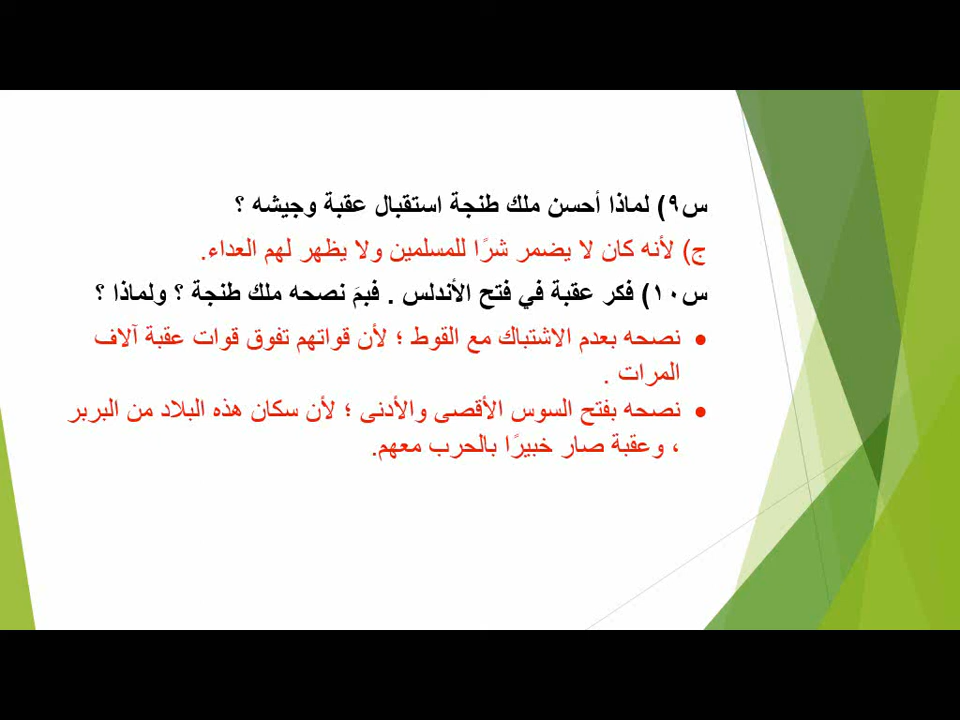 س٩) لماذا أحسن ملك طنجة استقبال عقبة وجيشه ؟
ج) لأنه كان لا يضمر شرًا للمسلمين ولا يظهر لهم العداء.
س١٠) فكر عقبة في فتح الأندلس . فبمَ نصحه ملك طنجة ؟ ولماذا ؟
• نصحه بعدم الاشتباك مع القوط ؛ لأن قواتهم تفوق قوات عقبة آلاف
المرات .
• نصحه بفتح السوس الأقصى والأدنى ؛ لأن سكان هذه البلاد من البربر
، وعقبة صار خبيرًا بالحرب معهم.